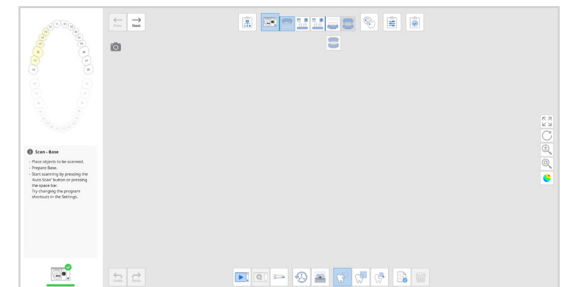 Prev
Next
Scan - Base
- Place objects to be scanned.
- Prepare Base.
- Start scanning by pressing the
'Auto Scan' button or pressing
the space bar.
Try changing the program
shortcuts in the Settings.